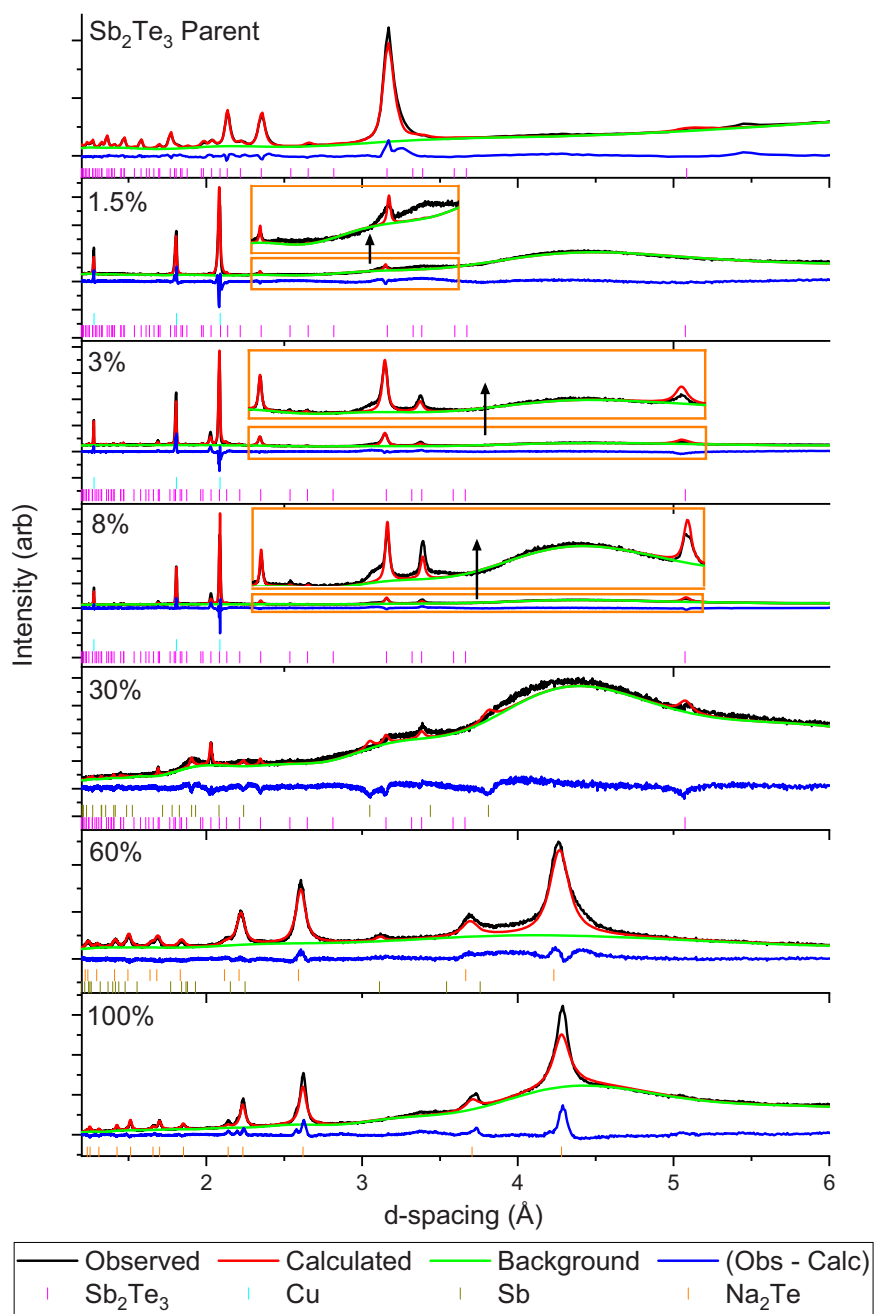 Sb₂Te₃ Parent
1.5%
3%
8%
30%
60%
100%
Intensity (arb)
2 3 4 5 6
d-spacing (Å)
Observed Calculated Background (Obs - Calc)
Sb₂Te₃ Cu Sb Na₂Te